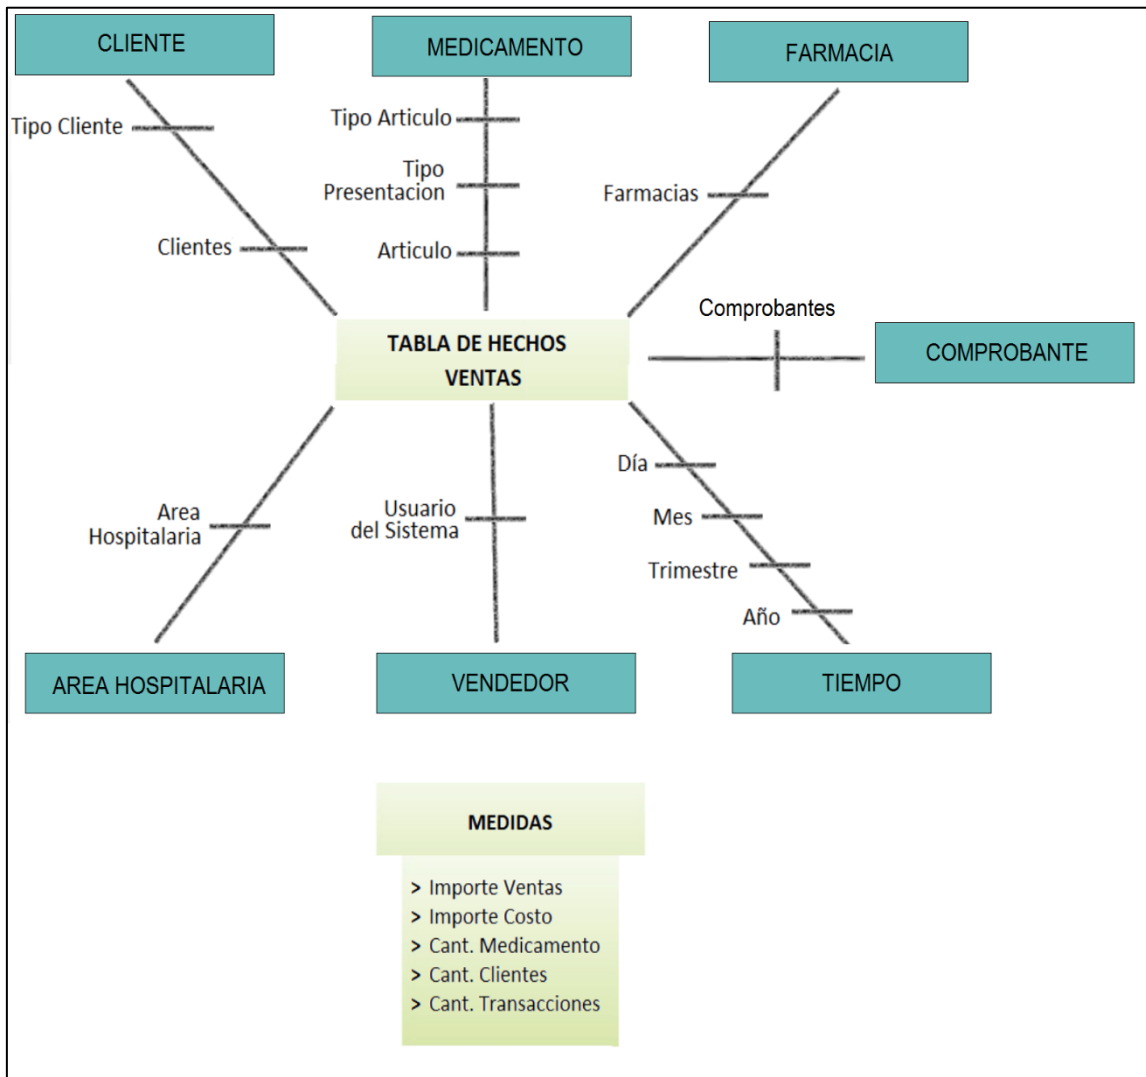 CLIENTE
MEDICAMENTO
FARMACIA
Tipo Cliente
Tipo Articulo
Tipo
Presentacion
Farmacias
Clientes
Articulo
Comprobantes
TABLA DE HECHOS
VENTAS
COMPROBANTE
Día
Area
Hospitalaria
Usuario
del Sistema
Mes
Trimestre
Año
AREA HOSPITALARIA
VENDEDOR
TIEMPO
MEDIDAS
> Importe Ventas
> Importe Costo
> Cant. Medicamento
> Cant. Clientes
> Cant. Transacciones